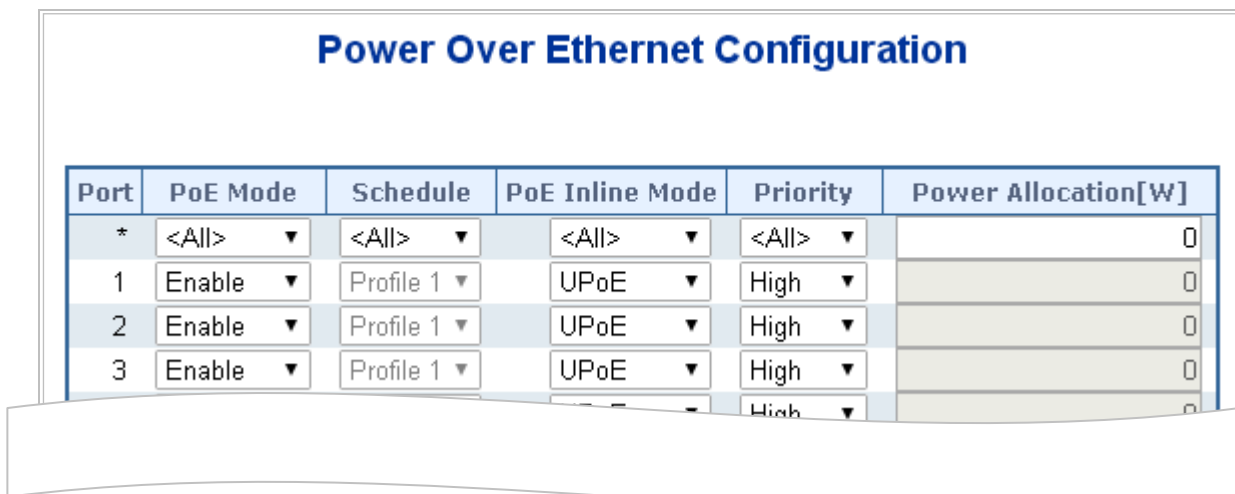 Power Over Ethernet Configuration
Port PoE Mode Schedule PoE Inline Mode Priority Power Allocation[W]
* <All> <All> <All> <All> 0
1 Enable Profile 1 UPoE High 0
2 Enable Profile 1 UPoE High 0
3 Enable Profile 1 UPoE High 0
High 0